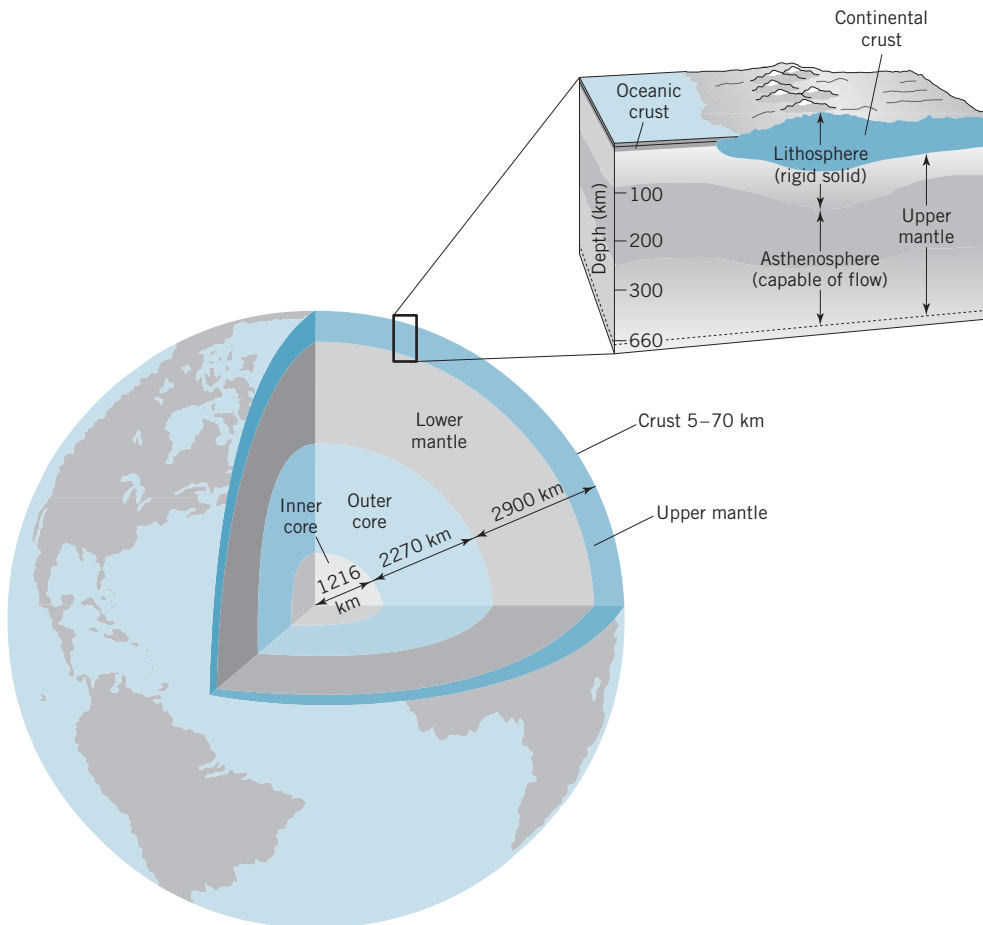 Continental
crust
Oceanic
crust
Lithosphere
(rigid solid)
Depth (km)
100
200
300
660
Upper
mantle
Asthenosphere
(capable of flow)
Lower
mantle
Crust 5–70 km
Inner
core
Outer
core
2900 km
Upper mantle
2270 km
1216
km